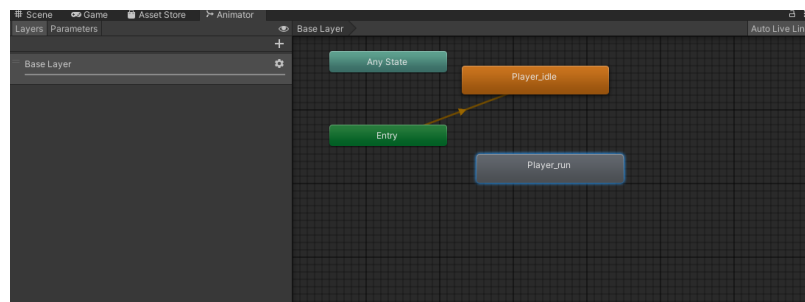 Scene Game Asset Store Animator
Layers Parameters Base Layer Auto Live Lin
Base Layer
Any State
Player_idle
Entry
Player_run